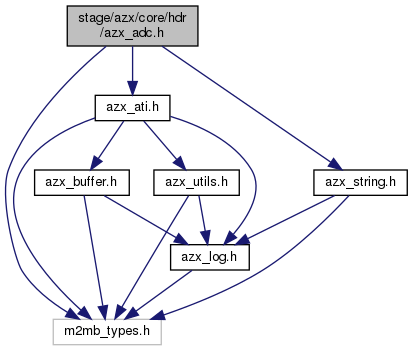 stage/azx/core/hdr
/azx_adc.h
azx_ati.h
azx_buffer.h
azx_utils.h
azx_string.h
azx_log.h
m2mb_types.h